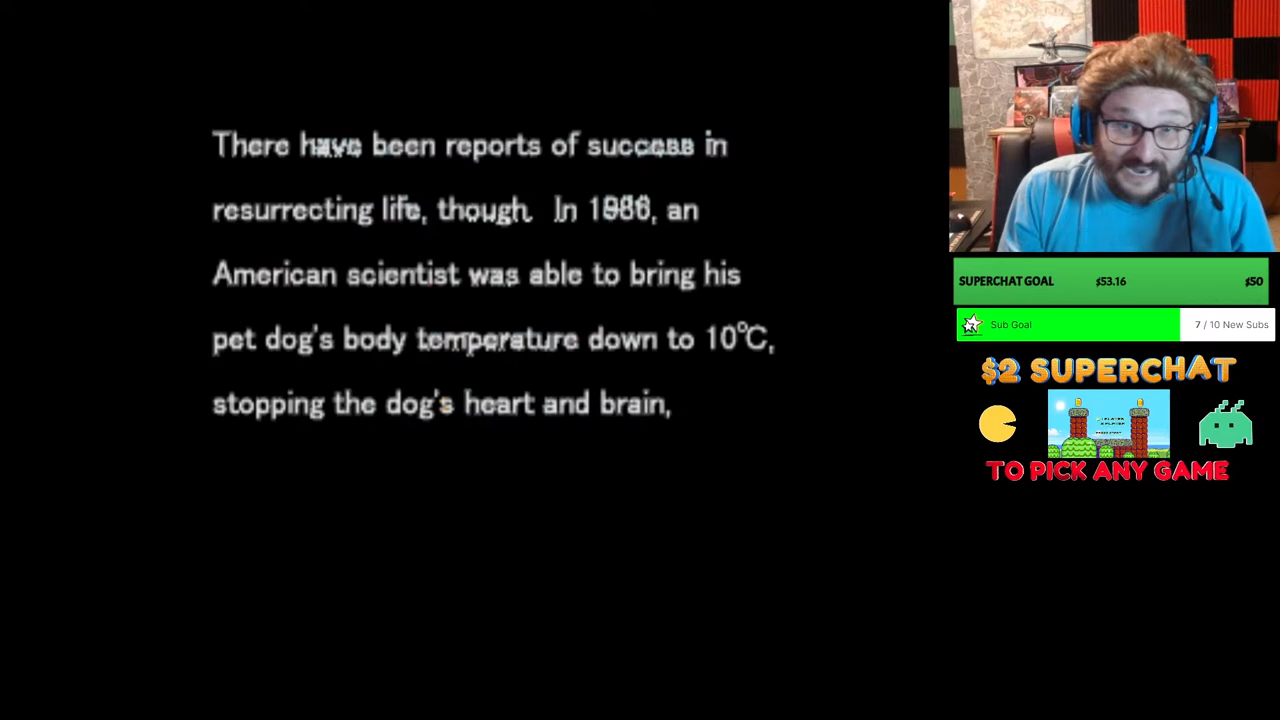 There have been reports of success in
resurrecting life, though. In 1986, an
American scientist was able to bring his
pet dog's body temperature down to 10℃,
stopping the dog's heart and brain,
SUPERCHAT GOAL $53.16 $50
Sub Goal 7 / 10 New Subs
$2 SUPERCHAT
TO PICK ANY GAME